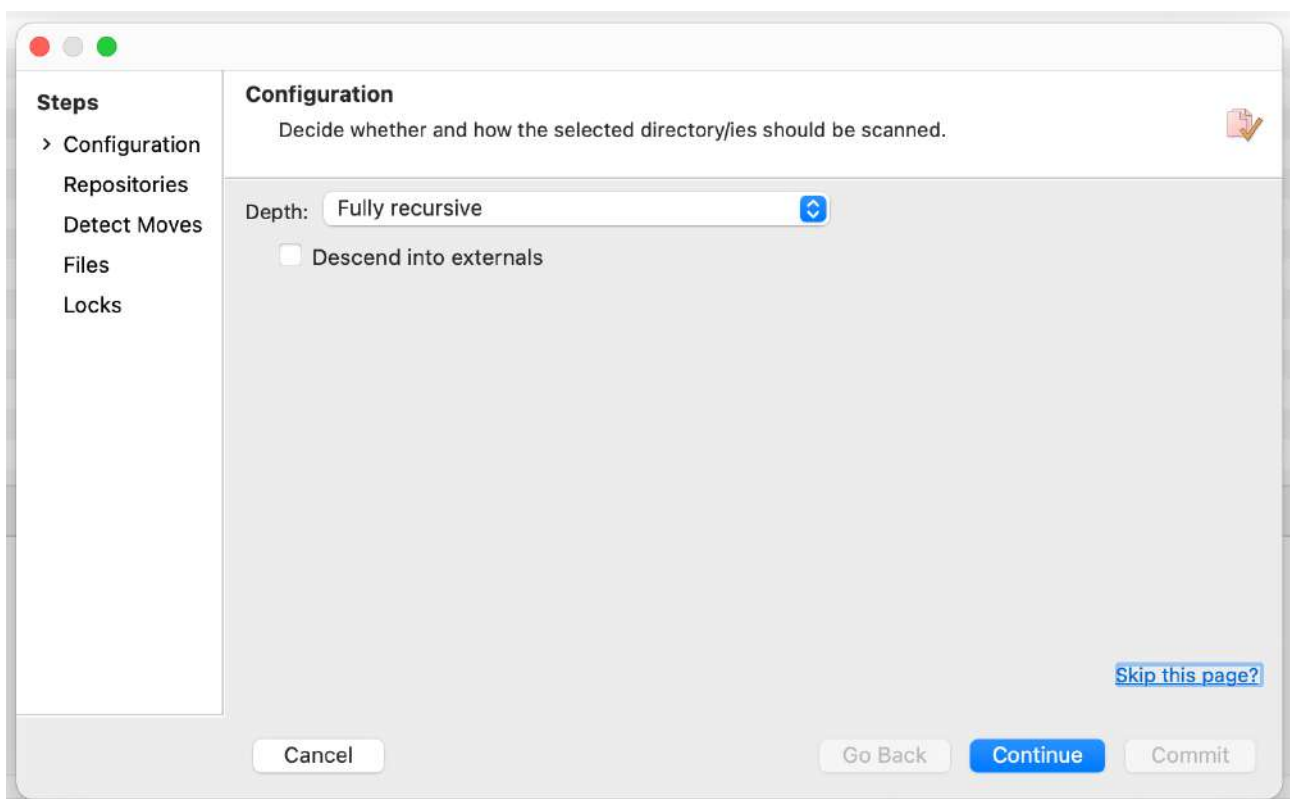 Steps
Configuration
Repositories
Detect Moves
Files
Locks
Configuration
Decide whether and how the selected directory/ies should be scanned.
Depth: Fully recursive
Descend into externals
Skip this page?
Cancel
Go Back
Continue
Commit